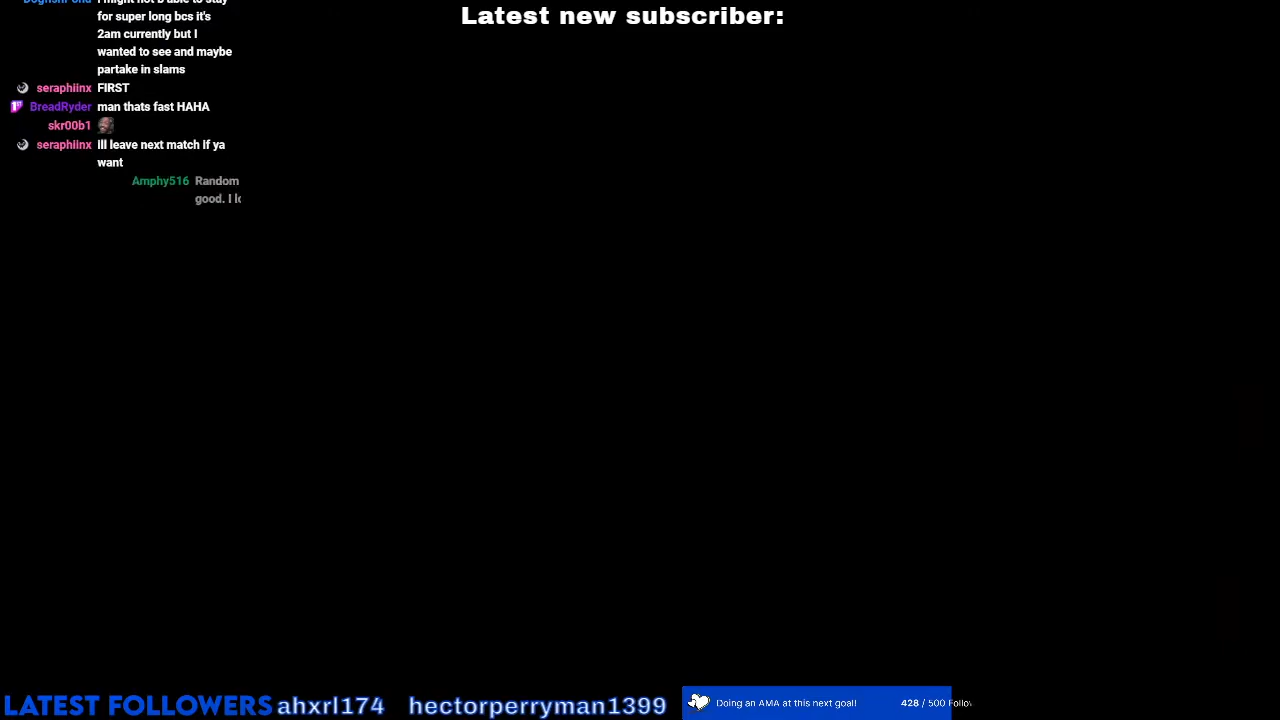 Latest new subscriber:
I might not b able to stay
for super long bcs it's
2am currently but I
wanted to see and maybe
partake in slams
seraphiinx FIRST
BreadRyder man thats fast HAHA
skr00b1
seraphiinx ill leave next match if ya
want
Amphy516 Random
good. I
LATEST FOLLOWERS ahxrl174 hectorperryman1399
Doing an AMA at this next goal! 428 / 500